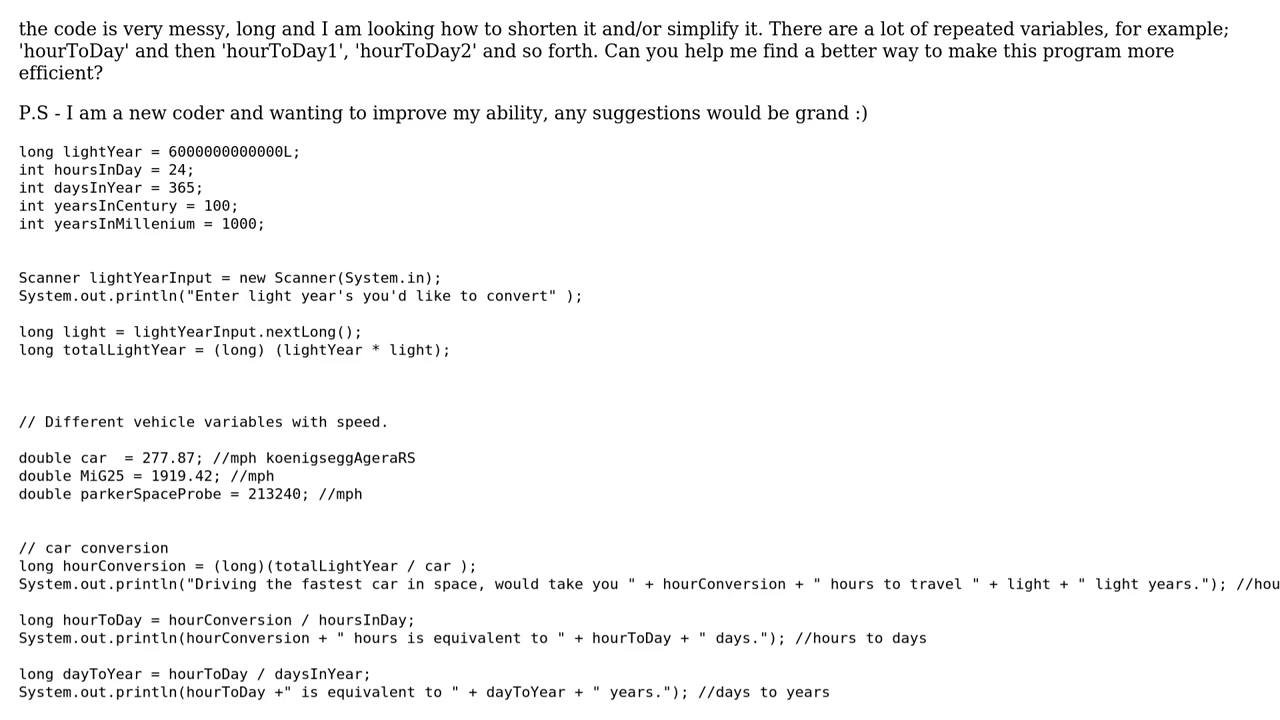 the code is very messy, long and I am looking how to shorten it and/or simplify it. There are a lot of repeated variables, for example;
'hourToDay' and then 'hourToDay1', 'hourToDay2' and so forth. Can you help me find a better way to make this program more
efficient?
P.S - I am a new coder and wanting to improve my ability, any suggestions would be grand :)
long lightYear = 6000000000000L;
int hoursInDay = 24;
int daysInYear = 365;
int yearsInCentury = 100;
int yearsInMillenium = 1000;
Scanner lightYearInput = new Scanner(System.in);
System.out.println("Enter light year's you'd like to convert" );
long light = lightYearInput.nextLong();
long totalLightYear = (long) (lightYear * light);
// Different vehicle variables with speed.
double car  = 277.87; //mph koenigseggAgeraRS
double MiG25 = 1919.42; //mph
double parkerSpaceProbe = 213240; //mph
// car conversion
long hourConversion = (long)(totalLightYear / car );
System.out.println("Driving the fastest car in space, would take you " + hourConversion + " hours to travel " + light + " light years."); //hou
long hourToDay = hourConversion / hoursInDay;
System.out.println(hourConversion + " hours is equivalent to " + hourToDay + " days."); //hours to days
long dayToYear = hourToDay / daysInYear;
System.out.println(hourToDay +" is equivalent to " + dayToYear + " years."); //days to years